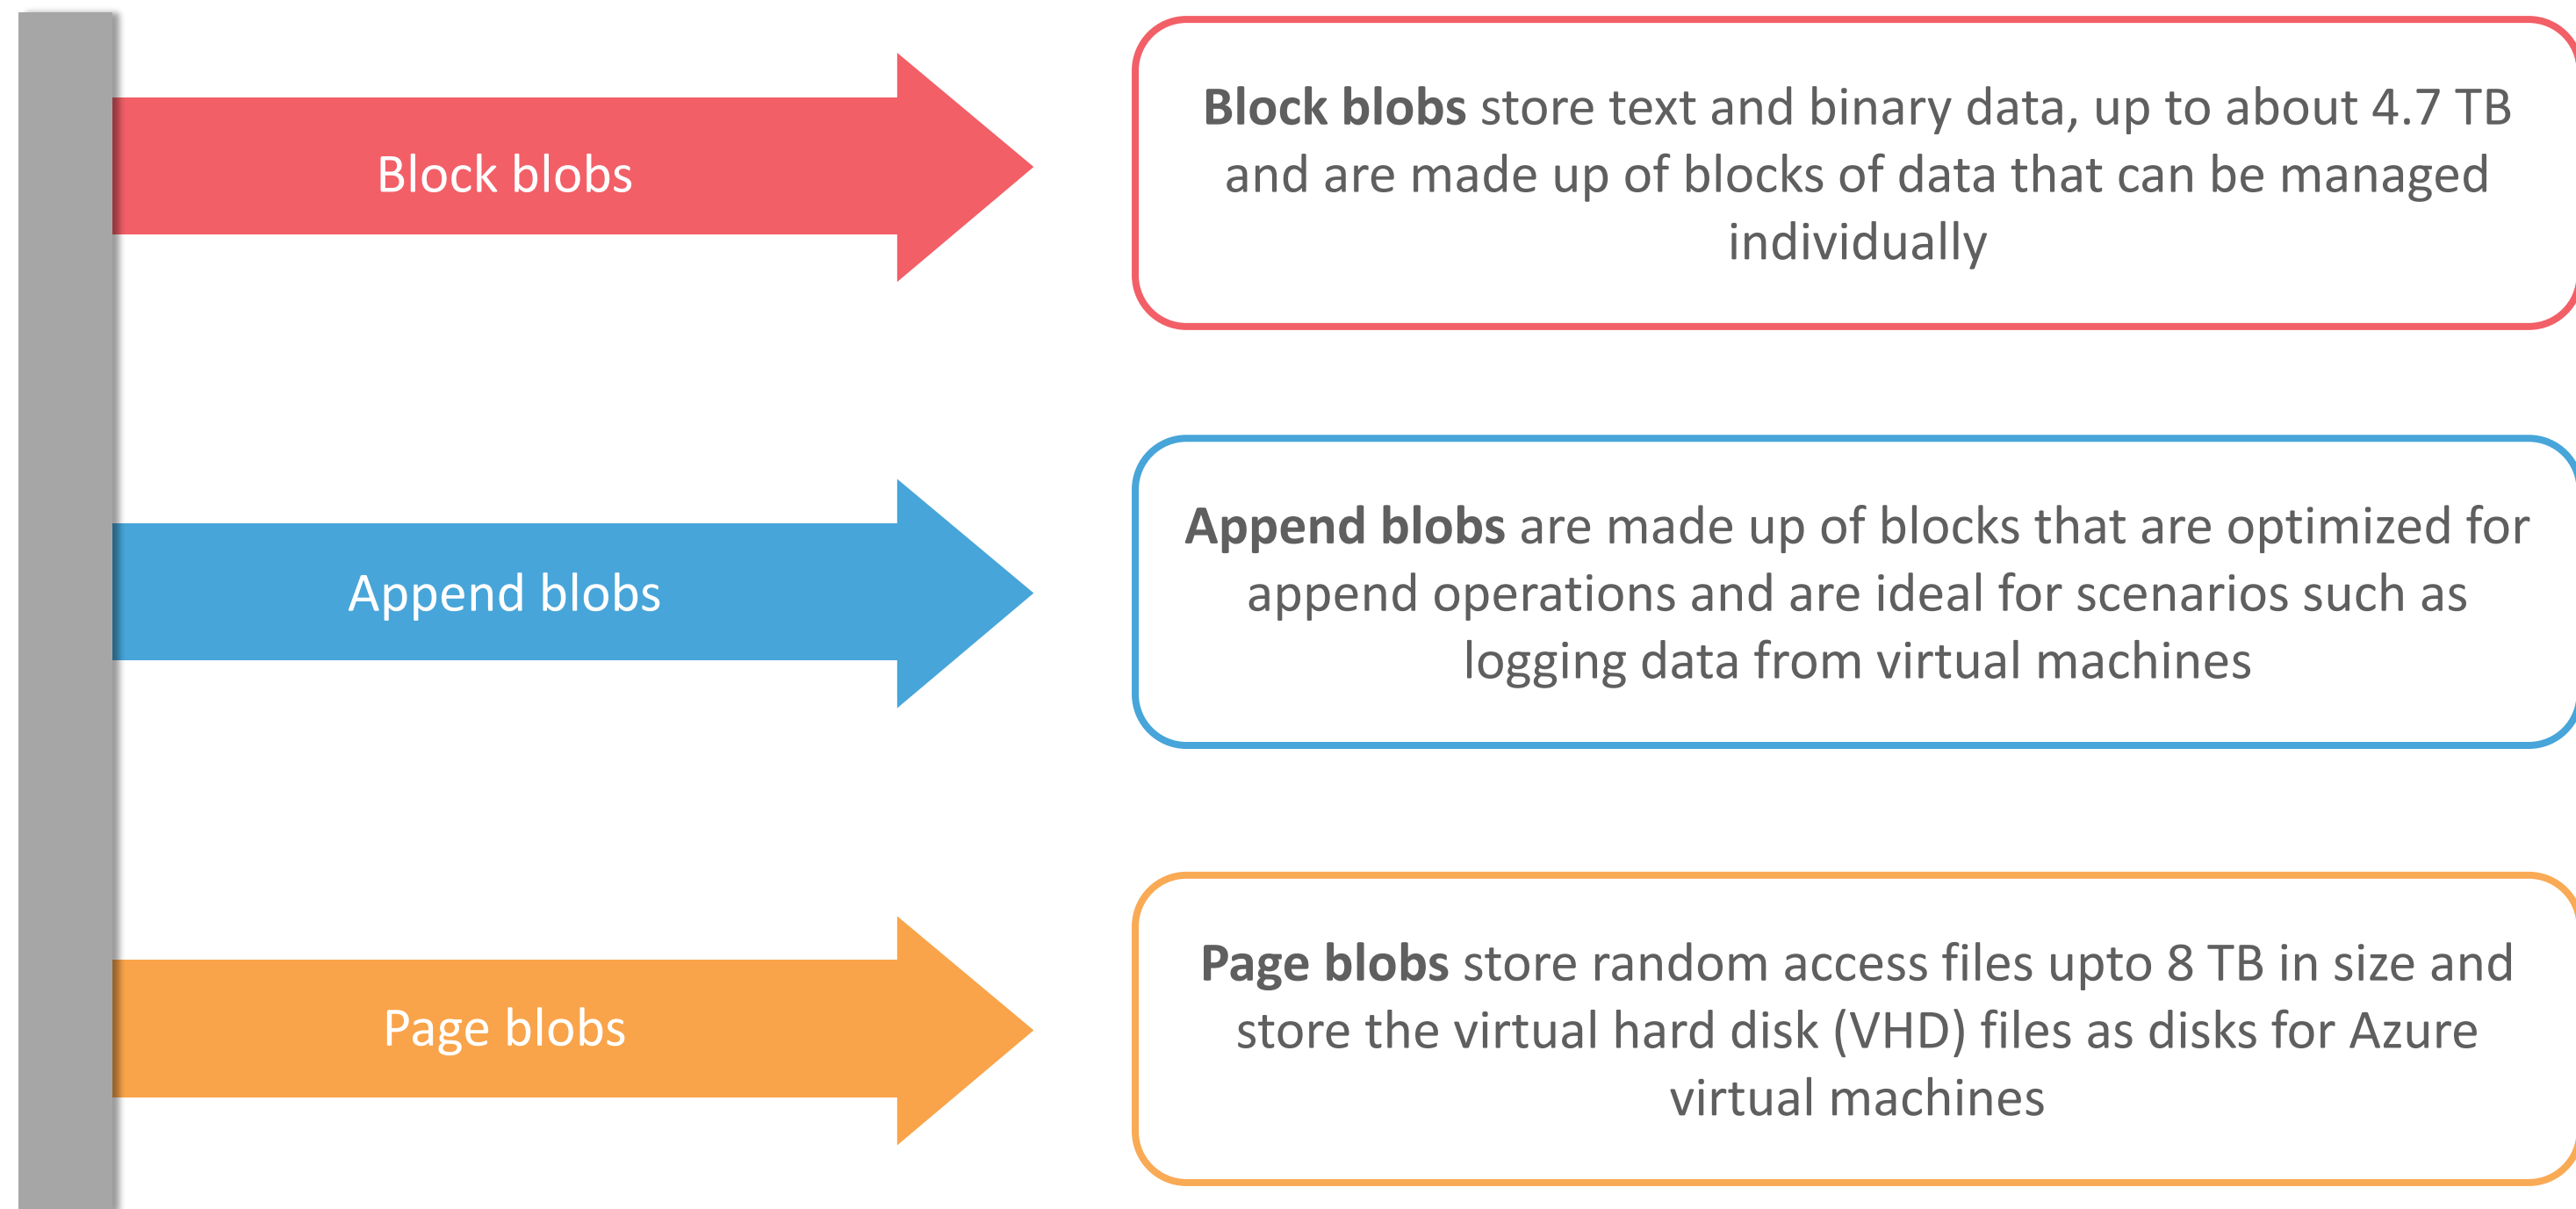 Block blobs
Block blobs store text and binary data, up to about 4.7 TB
and are made up of blocks of data that can be managed
individually
Append blobs
Append blobs are made up of blocks that are optimized for
append operations and are ideal for scenarios such as
logging data from virtual machines
Page blobs
Page blobs store random access files upto 8 TB in size and
store the virtual hard disk (VHD) files as disks for Azure
virtual machines